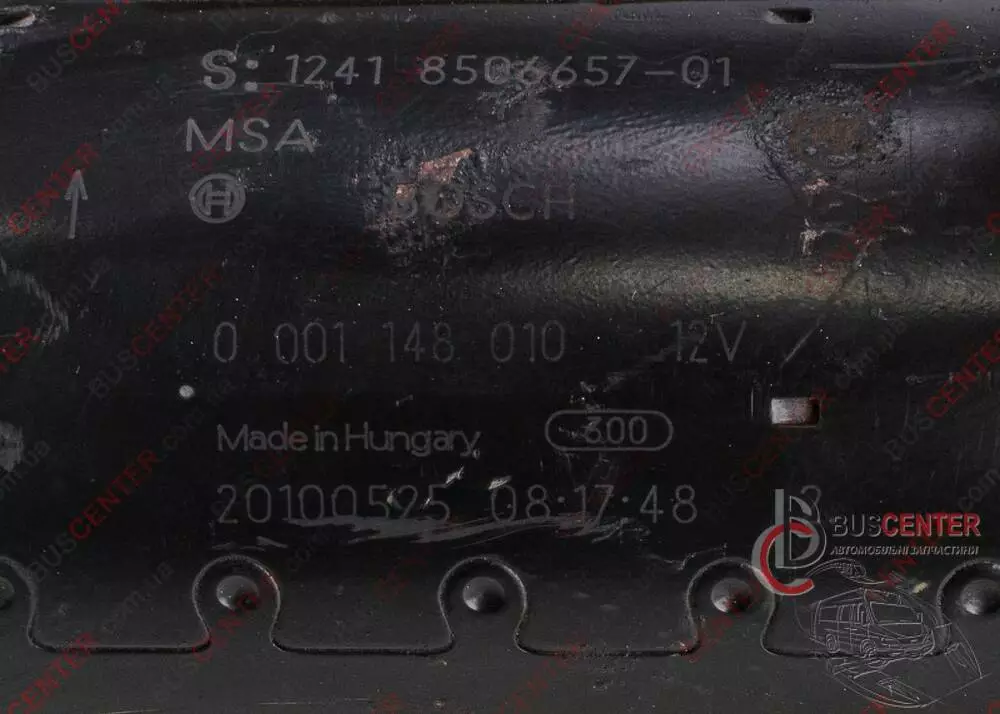 S: 1241 8506657-01
MSA
H BOSCH
0 001 148 010 12V
Made in Hungary
300
20100525 08:17:48
BUSCENTER
АВТОМОБІЛЬНІ ЗАПЧАСТИНИ